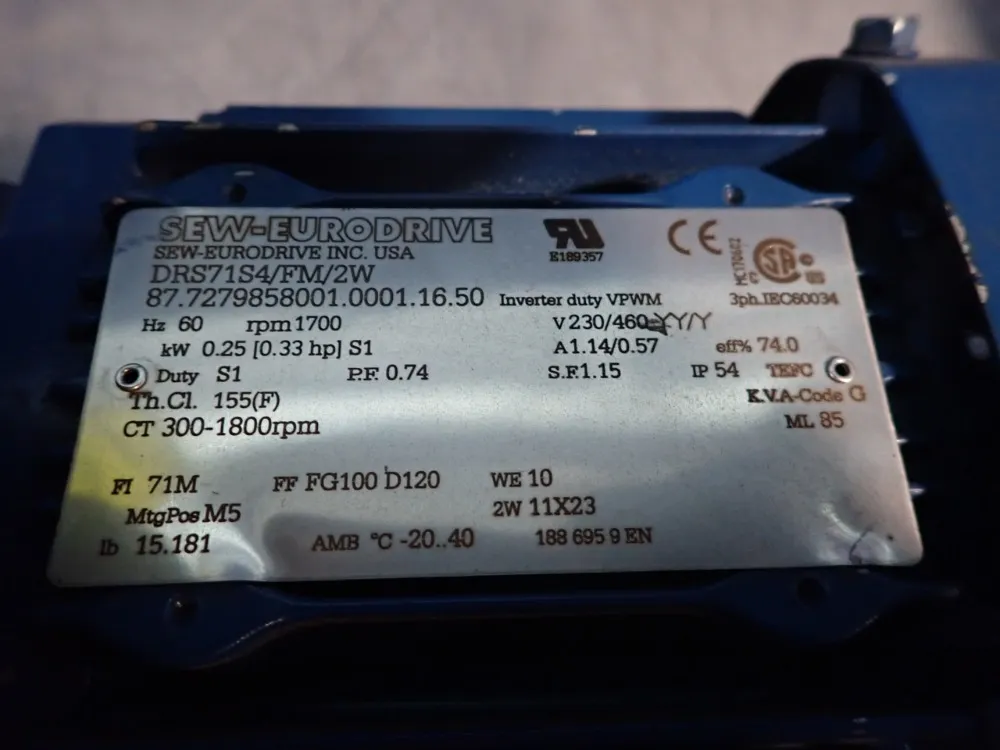 SEW-EURODRIVE
SEW-EURODRIVE INC. USA
E189357
DRS71S4/FM/2W
87.7279858001.0001.16.50 Inverter duty VPWM 3ph.IEC60034
Hz 60 rpm 1700 V 230/460 YY/Y
kW 0.25 [0.33 hp] S1 A 1.14/0.57 eff% 74.0
Duty S1 P.F. 0.74 S.F. 1.15 IP 54 TEFC
Th.Cl. 155(F) K.V.A-Code G
CT 300-1800rpm ML 85
FI 71M FF FG100 D120 WE 10
MtgPos M5 2W 11X23
lb 15.181 AMB °C -20..40 188 695 9 EN